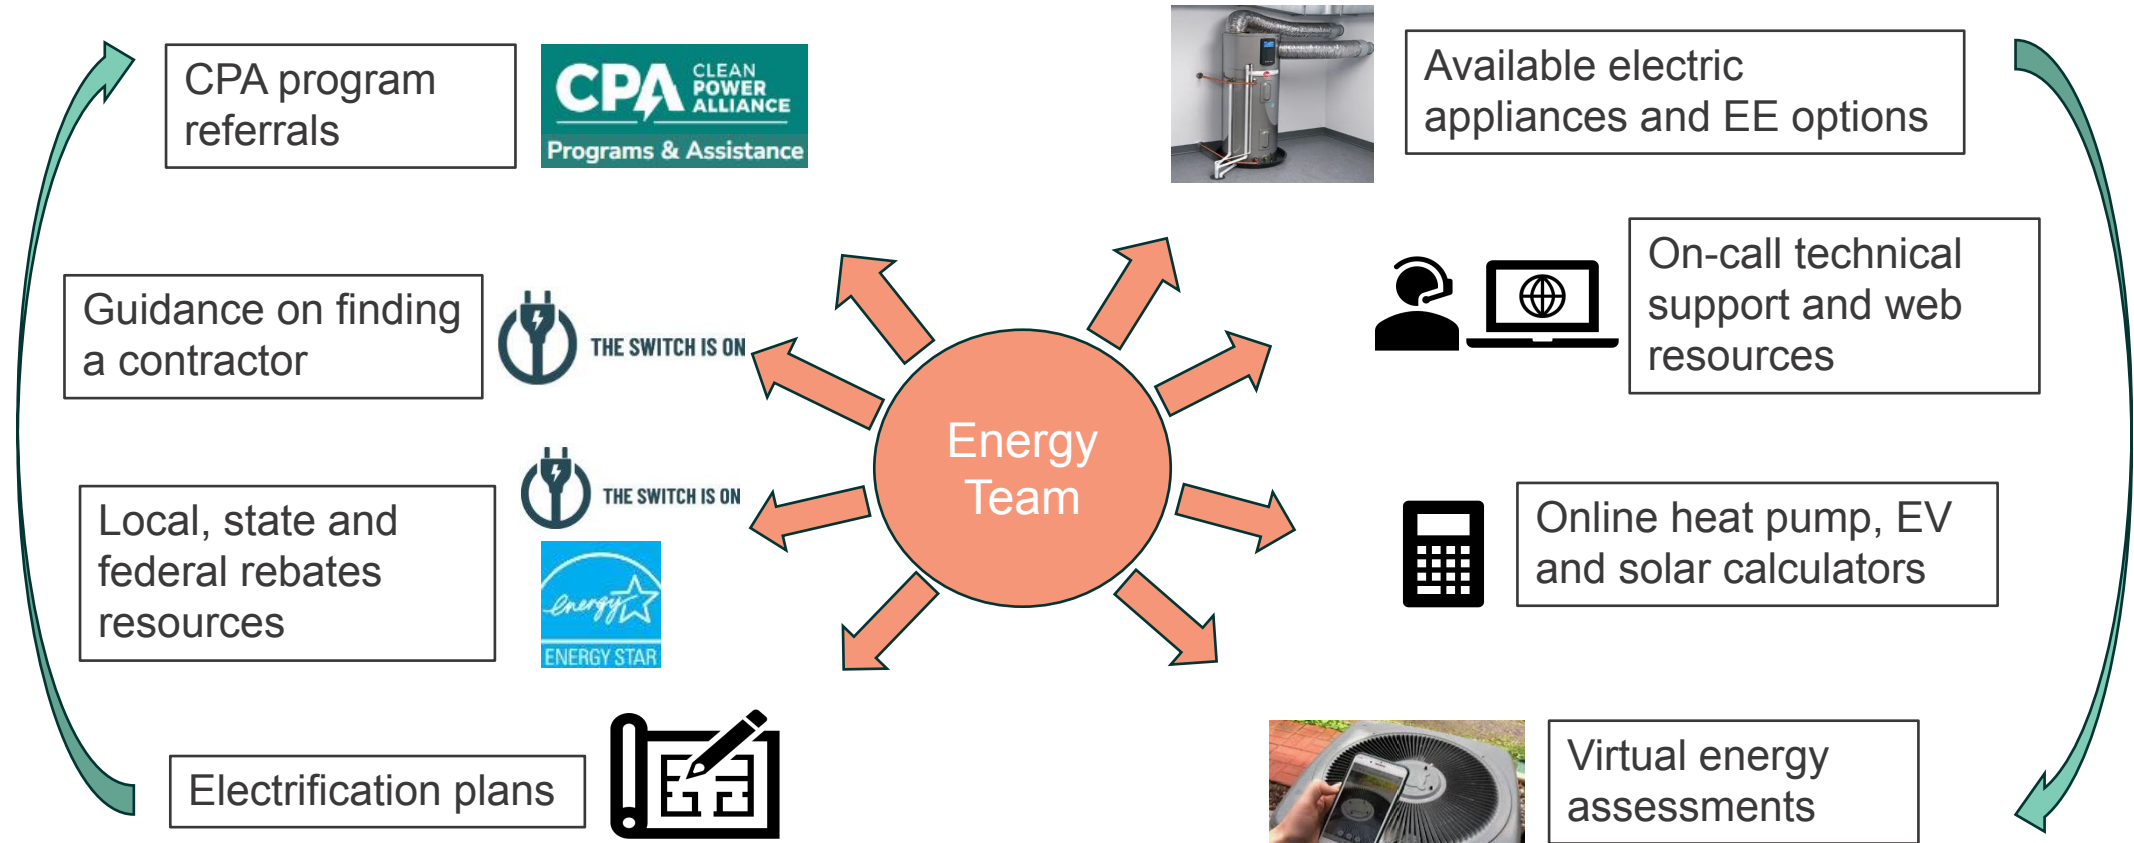 CPA program
referrals
CPA CLEAN
POWER
ALLIANCE
Programs & Assistance
Available electric
appliances and EE options
Guidance on finding
a contractor
THE SWITCH IS ON
On-call technical
support and web
resources
Energy
Team
Local, state and
federal rebates
resources
THE SWITCH IS ON
energy
ENERGY STAR
Online heat pump, EV
and solar calculators
Electrification plans
Virtual energy
assessments